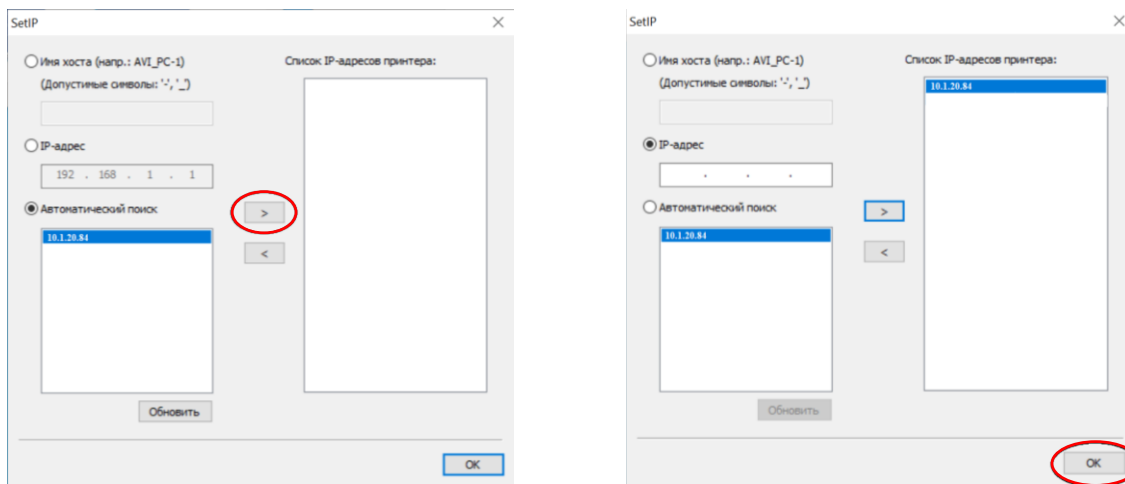 SetIP
Имя хоста (напр.: AVI_PC-1)
(Допустимые символы: '-', '_')
IP-адрес
192 . 168 . 1 . 1
Автоматический поиск
10.1.20.84
Обновить
>
<
Список IP-адресов принтера:
OK
SetIP
Имя хоста (напр.: AVI_PC-1)
(Допустимые символы: '-', '_')
IP-адрес
. . .
Автоматический поиск
10.1.20.84
Обновить
>
<
Список IP-адресов принтера:
10.1.20.84
OK